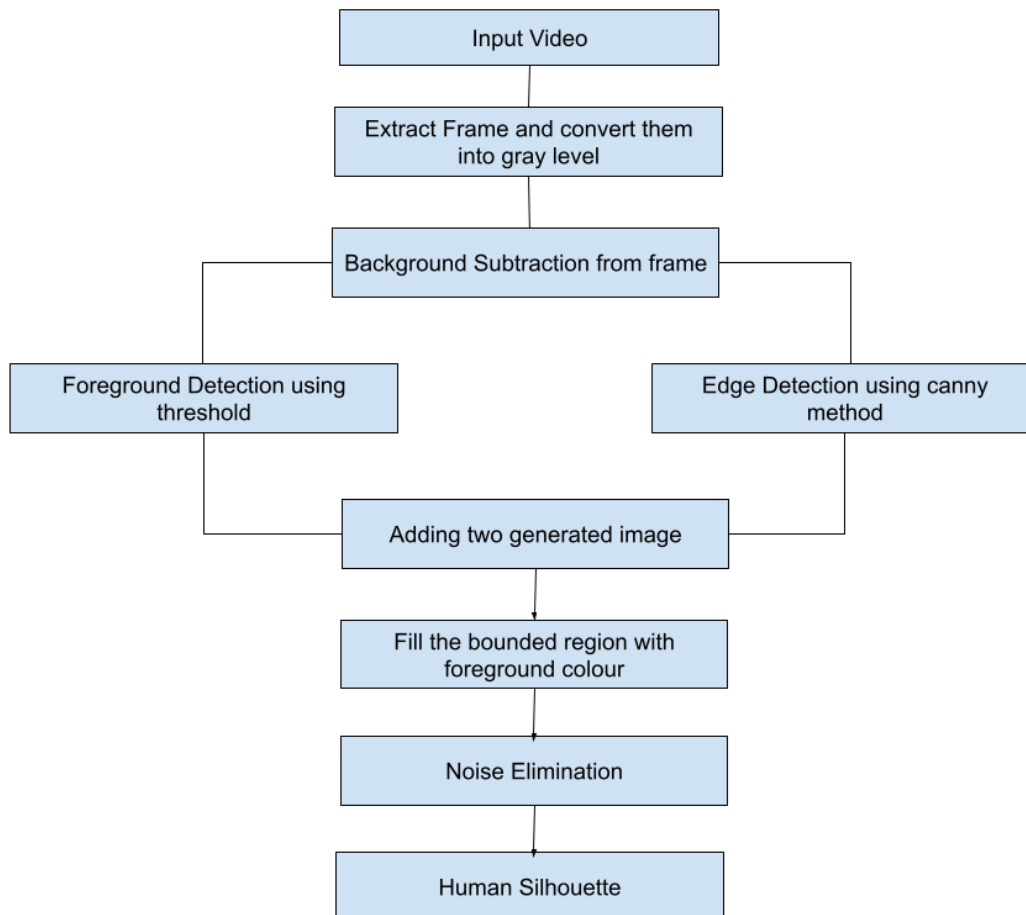 Input Video
Extract Frame and convert them
into gray level
Background Subtraction from frame
Foreground Detection using
threshold
Edge Detection using canny
method
Adding two generated image
Fill the bounded region with
foreground colour
Noise Elimination
Human Silhouette